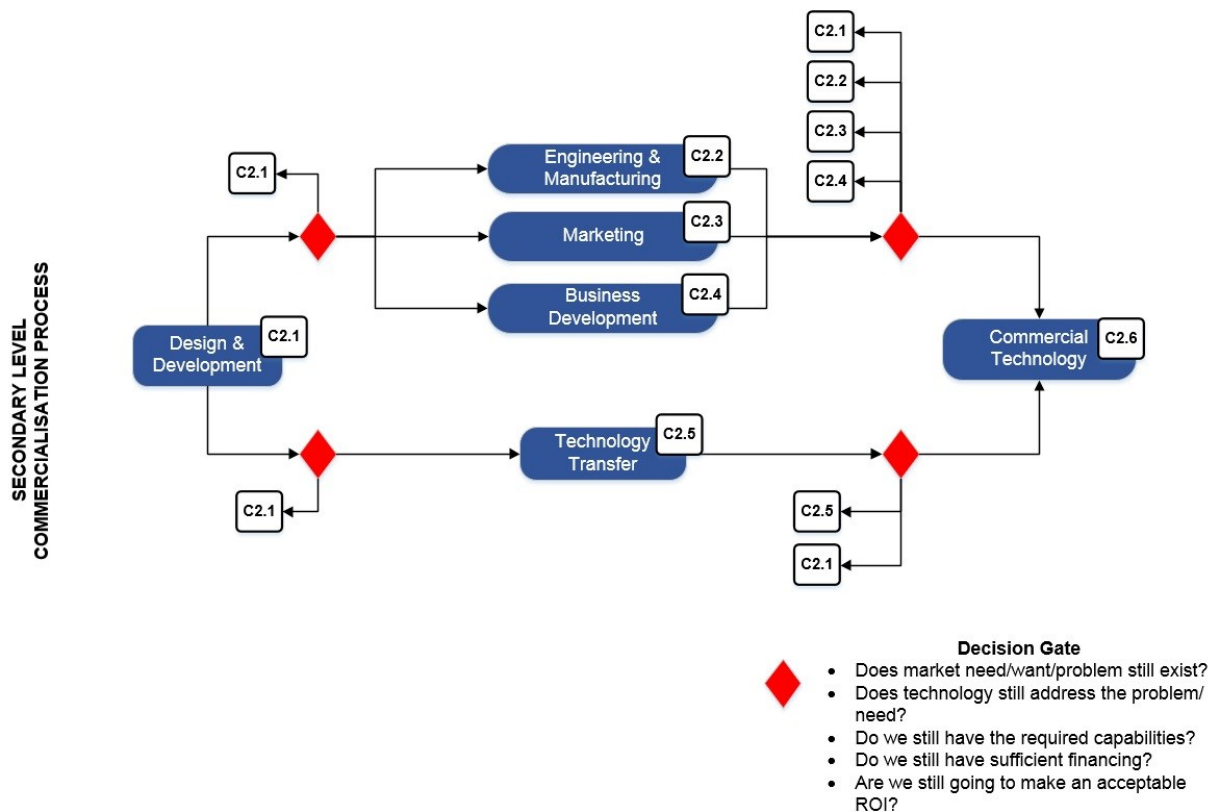 SECONDARY LEVEL
COMMERCIALISATION PROCESS
C2.1
C2.2
C2.3
C2.4
C2.1
Engineering &
Manufacturing
C2.2
Marketing
C2.3
Business
Development
C2.4
Design &
Development
C2.1
Commercial
Technology
C2.6
Technology
Transfer
C2.5
C2.1
C2.5
C2.1
Decision Gate
• Does market need/want/problem still exist?
• Does technology still address the problem/
need?
• Do we still have the required capabilities?
• Do we still have sufficient financing?
• Are we still going to make an acceptable
ROI?